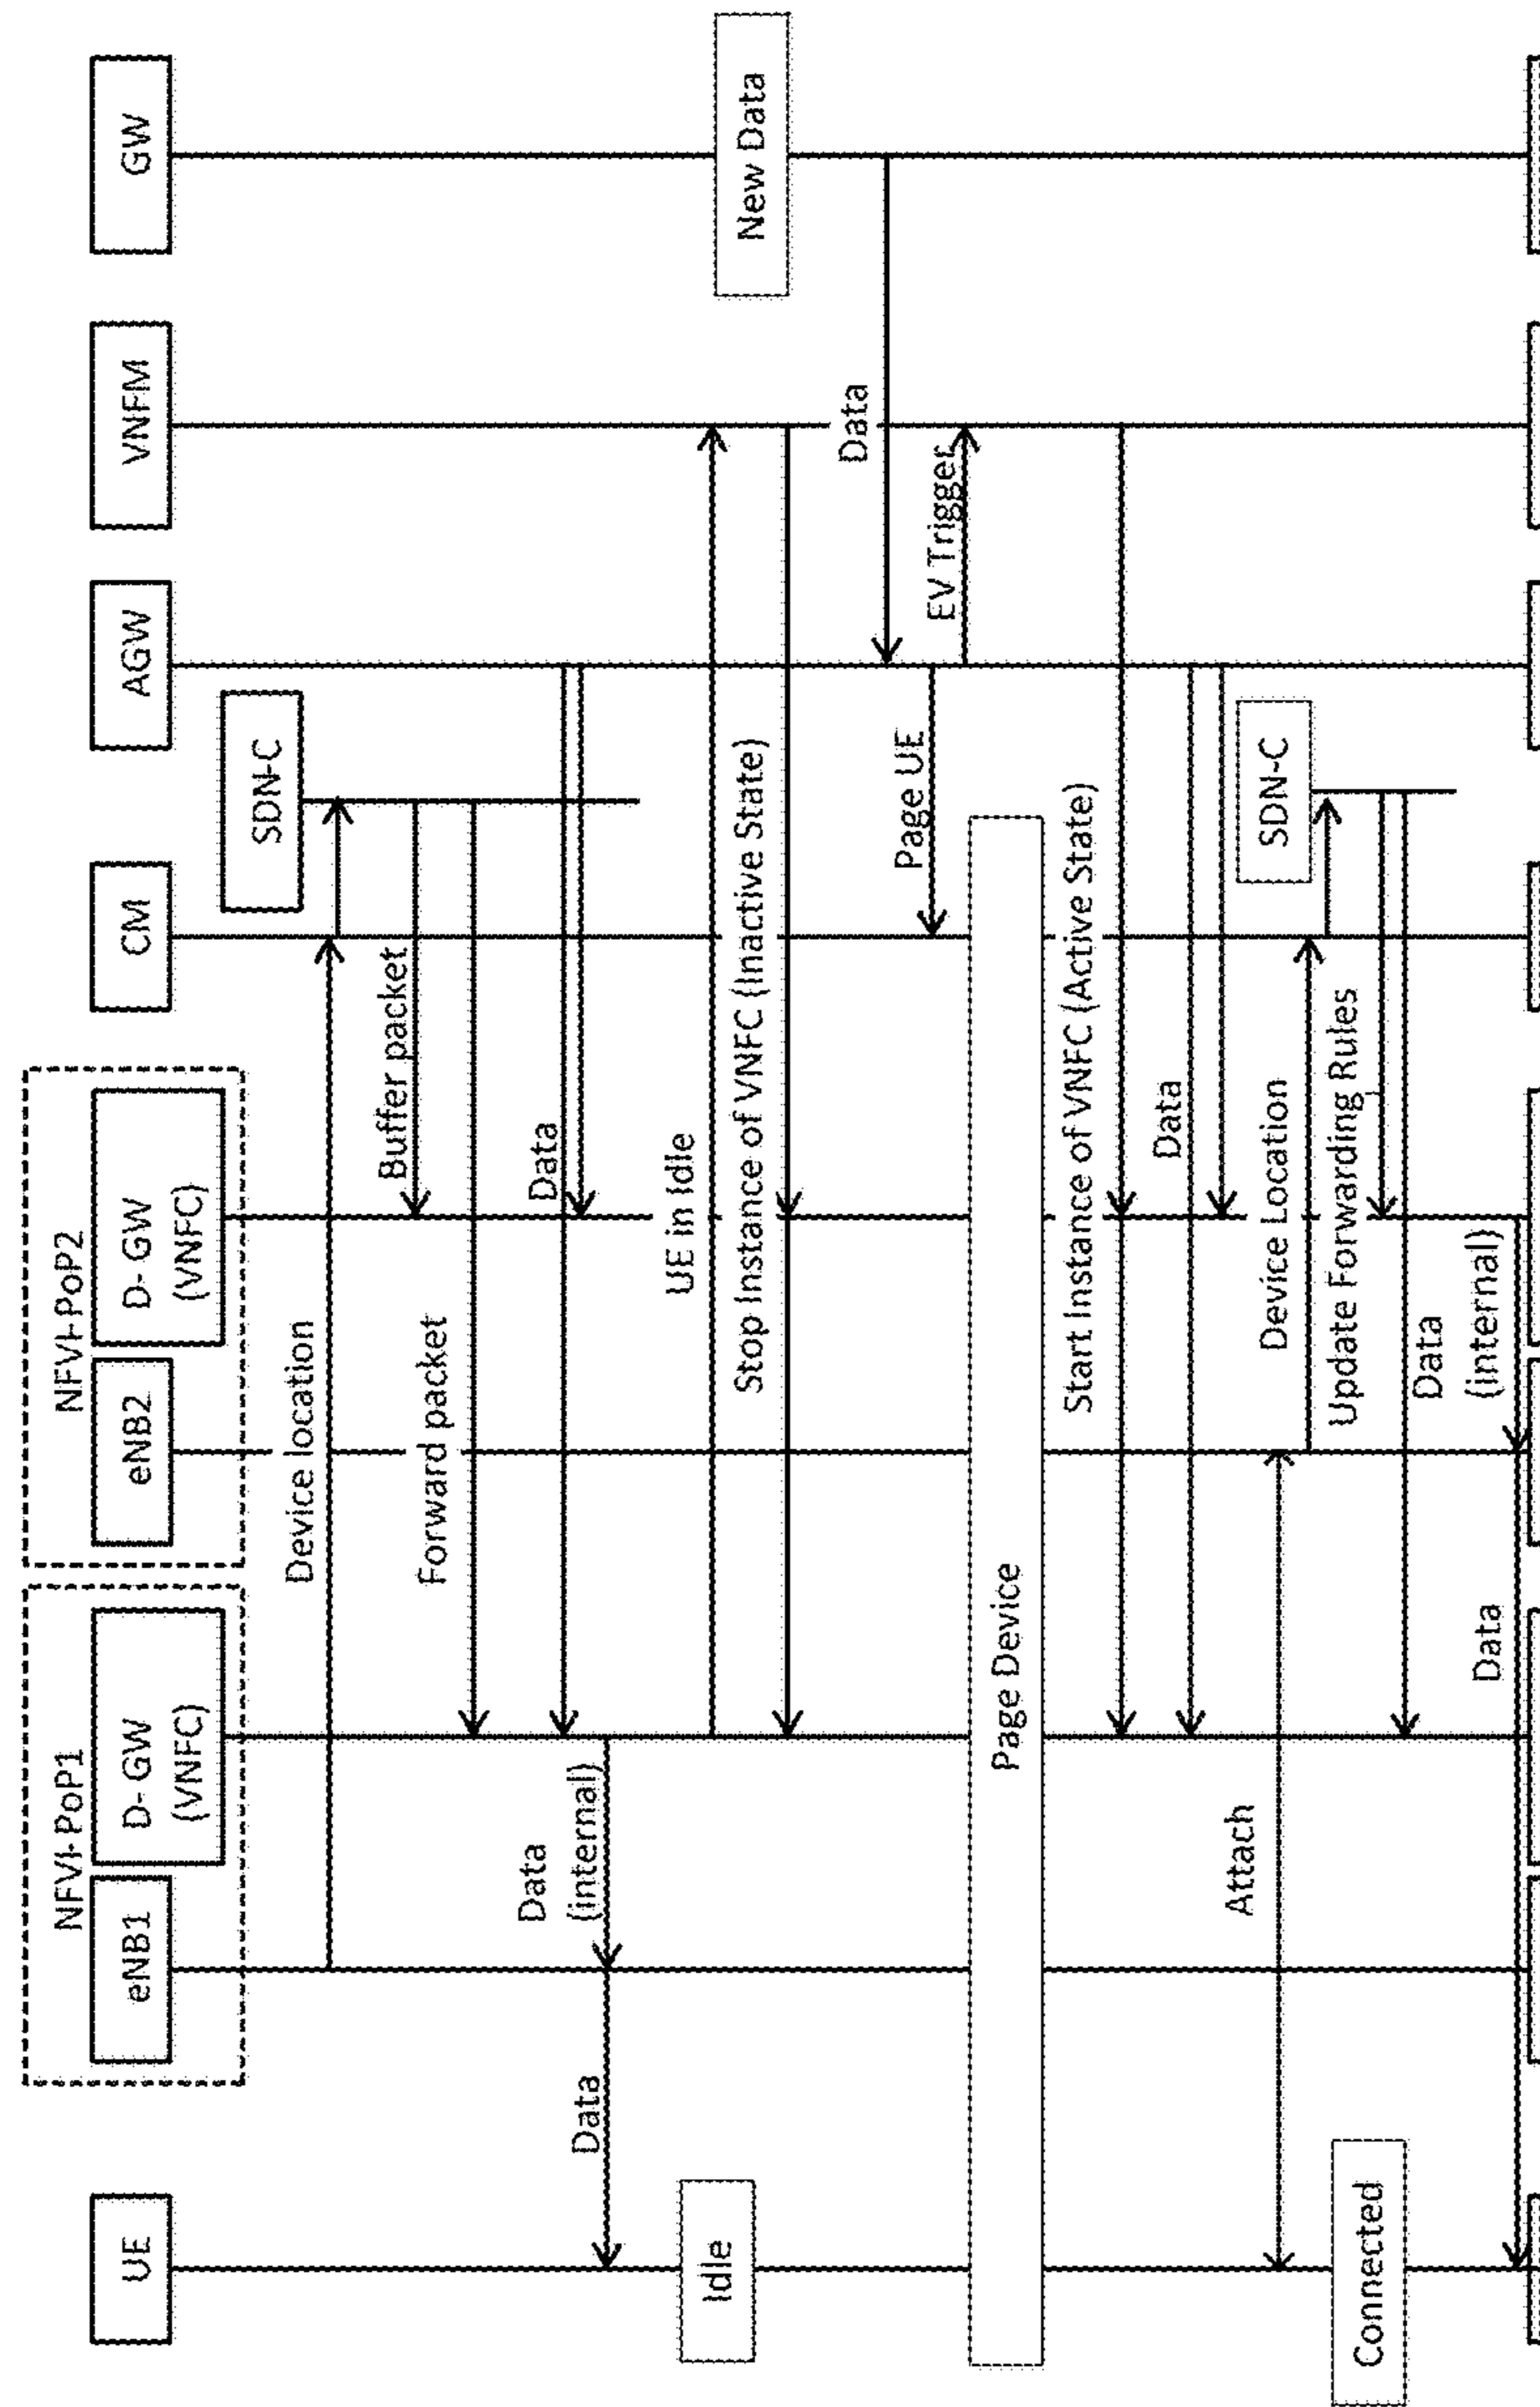 NFVI-PoP1
NFVI-PoP2
UE
eNB1
D- GW
(VNFC)
eNB2
D- GW
(VNFC)
CM
AGW
VNFM
GW
SDN-C
Device location
Buffer packet
Forward packet
Data
Data
(internal)
Data
UE in Idle
Idle
Stop Instance of VNFC (Inactive State)
New Data
Data
Page UE
EV Trigger
Page Device
Start Instance of VNFC (Active State)
Data
Attach
Device Location
SDN-C
Update Forwarding Rules
Connected
Data
(internal)
Data